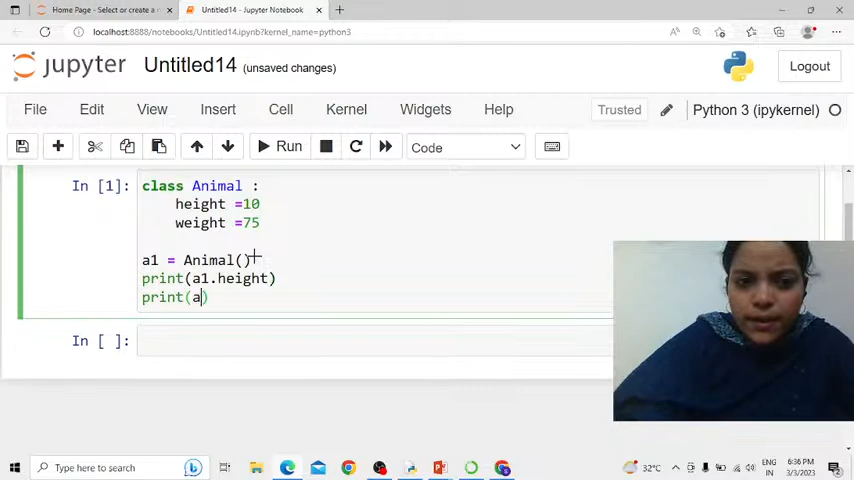 Home Page - Select or create a n
Untitled14 - Jupyter Notebook
localhost:8888/notebooks/Untitled14.ipynb?kernel_name=python3
jupyter Untitled14 (unsaved changes)
Logout
File Edit View Insert Cell Kernel Widgets Help
Trusted
Python 3 (ipykernel)
Run
Code
In [1]: class Animal :
height =10
weight =75
a1 = Animal()
print(a1.height)
print(a)
In [ ]:
Type here to search
32°C
ENG
IN
6:36 PM
3/3/2023
2